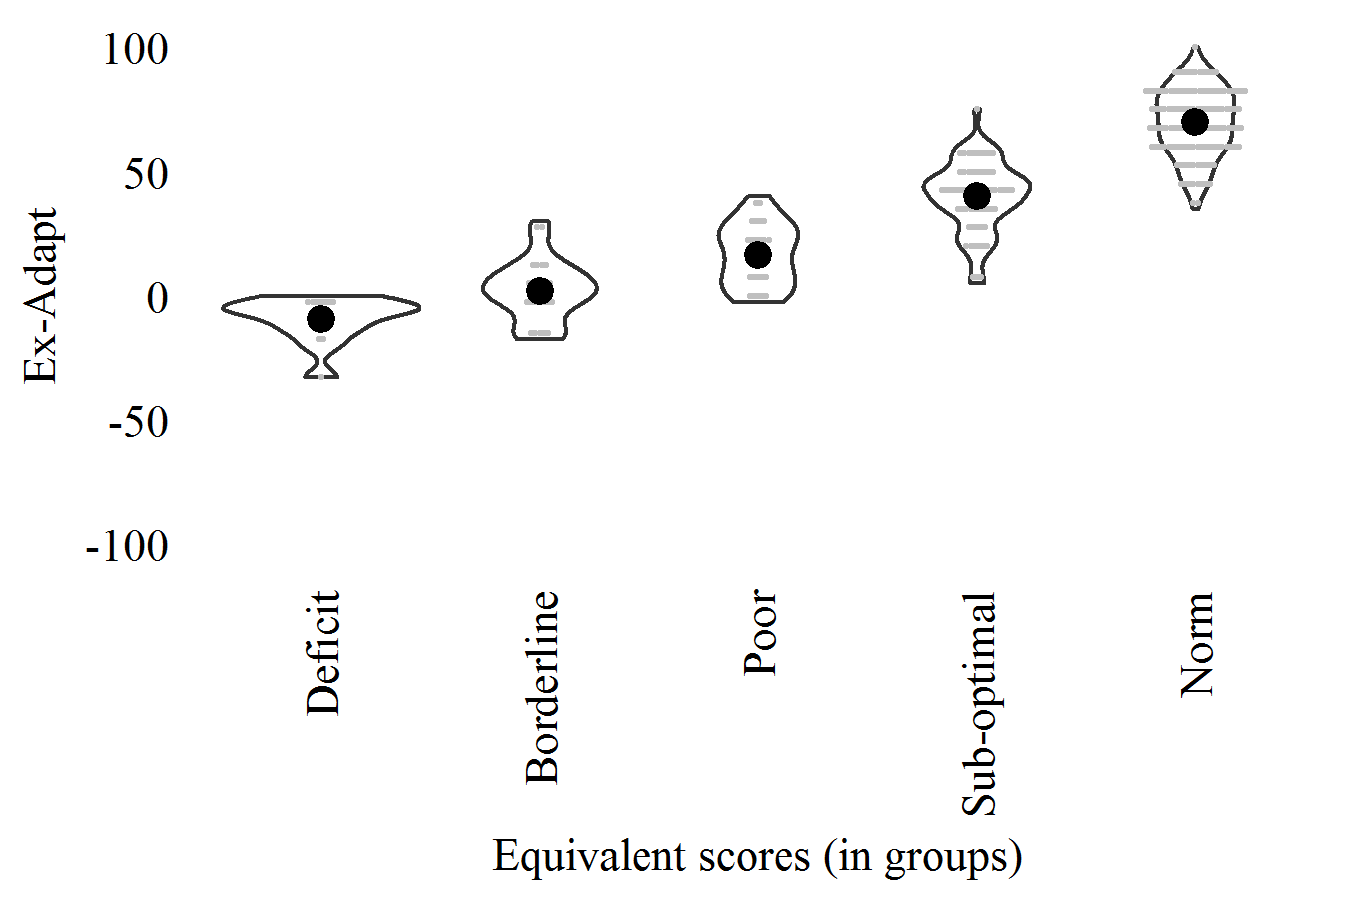 100
50
0
-50
-100
Ex-Adapt
Deficit
Borderline
Poor
Sub-optimal
Norm
Equivalent scores (in groups)